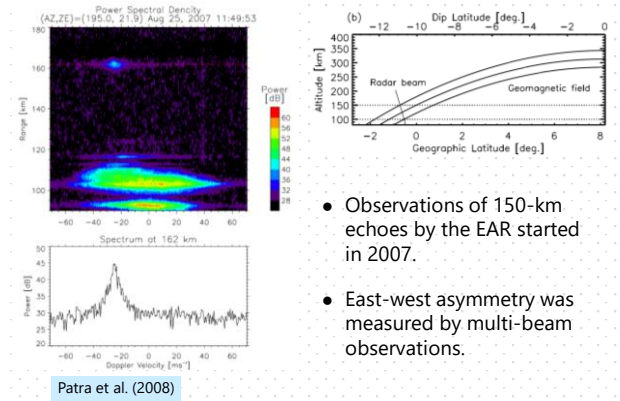 Power Spectral Dencity
(AZ,ZE)=(195.0, 21.9) Aug 25, 2007 11:49:53
180
160
140
120
100
Range [km]
-60 -40 -20 0 20 40 60
Power
[dB]
60
56
52
48
44
40
36
32
28
Spectrum at 162 km
50
45
40
35
30
25
20
Power [dB]
-60 -40 -20 0 20 40 60
Doppler Velocity [ms⁻¹]
Patra et al. (2008)
(b) Dip Latitude [deg.]
-12 -10 -8 -6 -4 -2 0
400
350
300
250
200
150
100
Altitude [km]
Radar beam
Geomagnetic field
-2 0 2 4 6 8
Geographic Latitude [deg.]
● Observations of 150-km
echoes by the EAR started
in 2007.
● East-west asymmetry was
measured by multi-beam
observations.